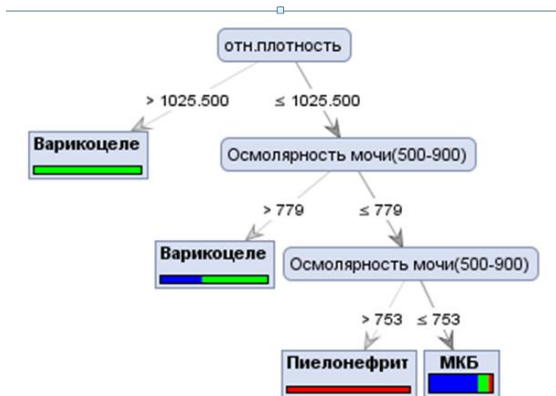 отн.плотность
> 1025.500
≤ 1025.500
Варикоцеле
Осмолярность мочи(500-900)
> 779
≤ 779
Варикоцеле
Осмолярность мочи(500-900)
> 753
≤ 753
Пиелонефрит
МКБ